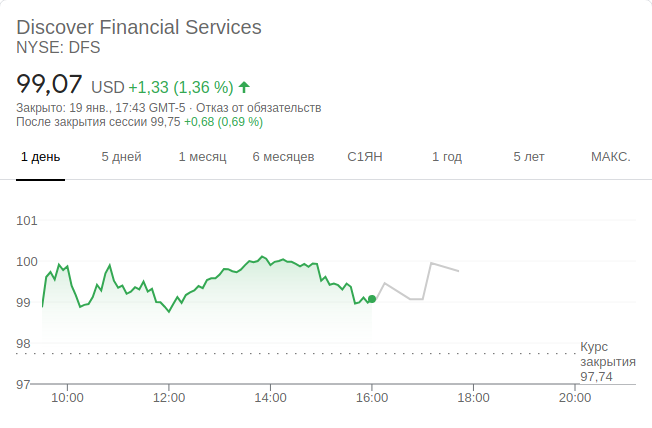 Discover Financial Services
NYSE: DFS
99,07 USD +1,33 (1,36 %)
Закрыто: 19 янв., 17:43 GMT-5 · Отказ от обязательств
После закрытия сессии 99,75 +0,68 (0,69 %)
1 день 5 дней 1 месяц 6 месяцев С1ЯН 1 год 5 лет МАКС.
101
100
99
98
Курс
закрытия
97,74
97
10:00 12:00 14:00 16:00 18:00 20:00